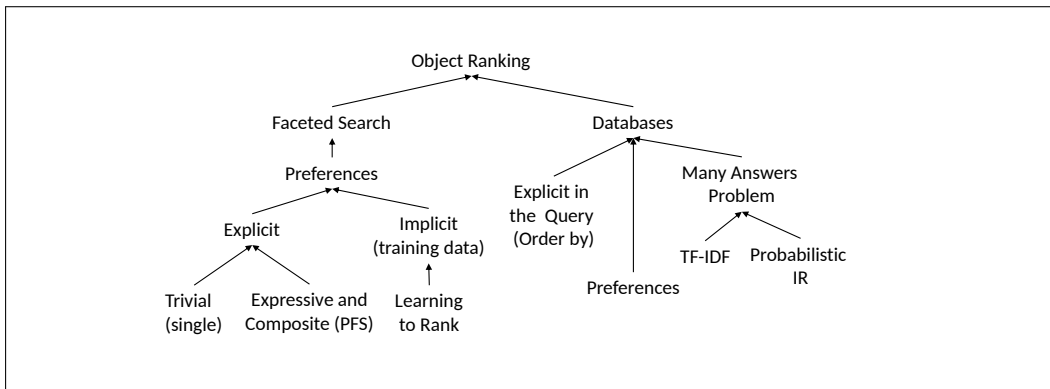 Object Ranking
Faceted Search
Databases
Preferences
Many Answers
Problem
Explicit in
the Query
(Order by)
Explicit
Implicit
(training data)
TF-IDF
Probabilistic
IR
Preferences
Trivial
(single)
Expressive and
Composite (PFS)
Learning
to Rank